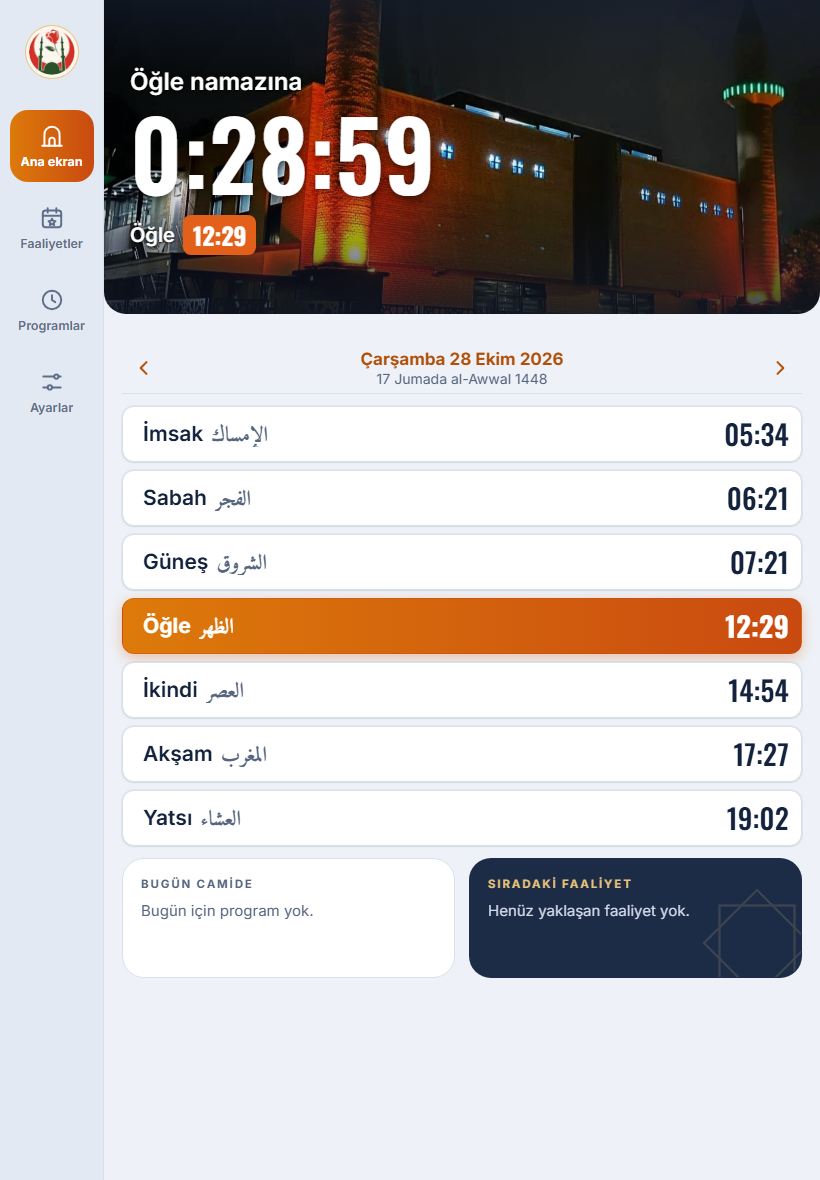 Öğle namazına
0:28:59
Öğle 12:29
Ana ekran
Faaliyetler
Programlar
Ayarlar
Çarşamba 28 Ekim 2026
17 Jumada al-Awwal 1448
İmsak الإمساك 05:34
Sabah الفجر 06:21
Güneş الشروق 07:21
Öğle الظهر 12:29
İkindi العصر 14:54
Akşam المغرب 17:27
Yatsı العشاء 19:02
BUGÜN CAMİDE
Bugün için program yok.
SIRADAKİ FAALİYET
Henüz yaklaşan faaliyet yok.